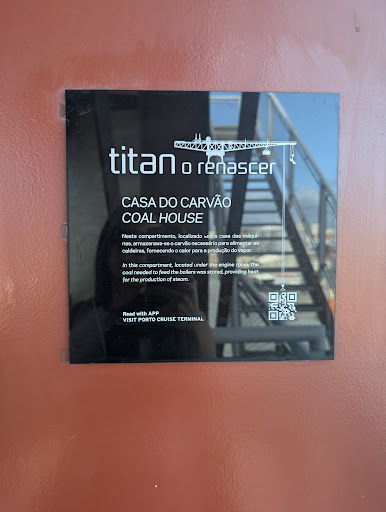 titan o renascer
CASA DO CARVÃO
COAL HOUSE
Neste compartimento, localizado sob a casa das máqui-
nas, armazenava-se o carvão necessário para alimentar as
caldeiras, fornecendo o calor para a produção do vapor.
In this compartment, located under the engine room, the
coal needed to feed the boilers was stored, providing heat
for the production of steam.
Read with APP
VISIT PORTO CRUISE TERMINAL